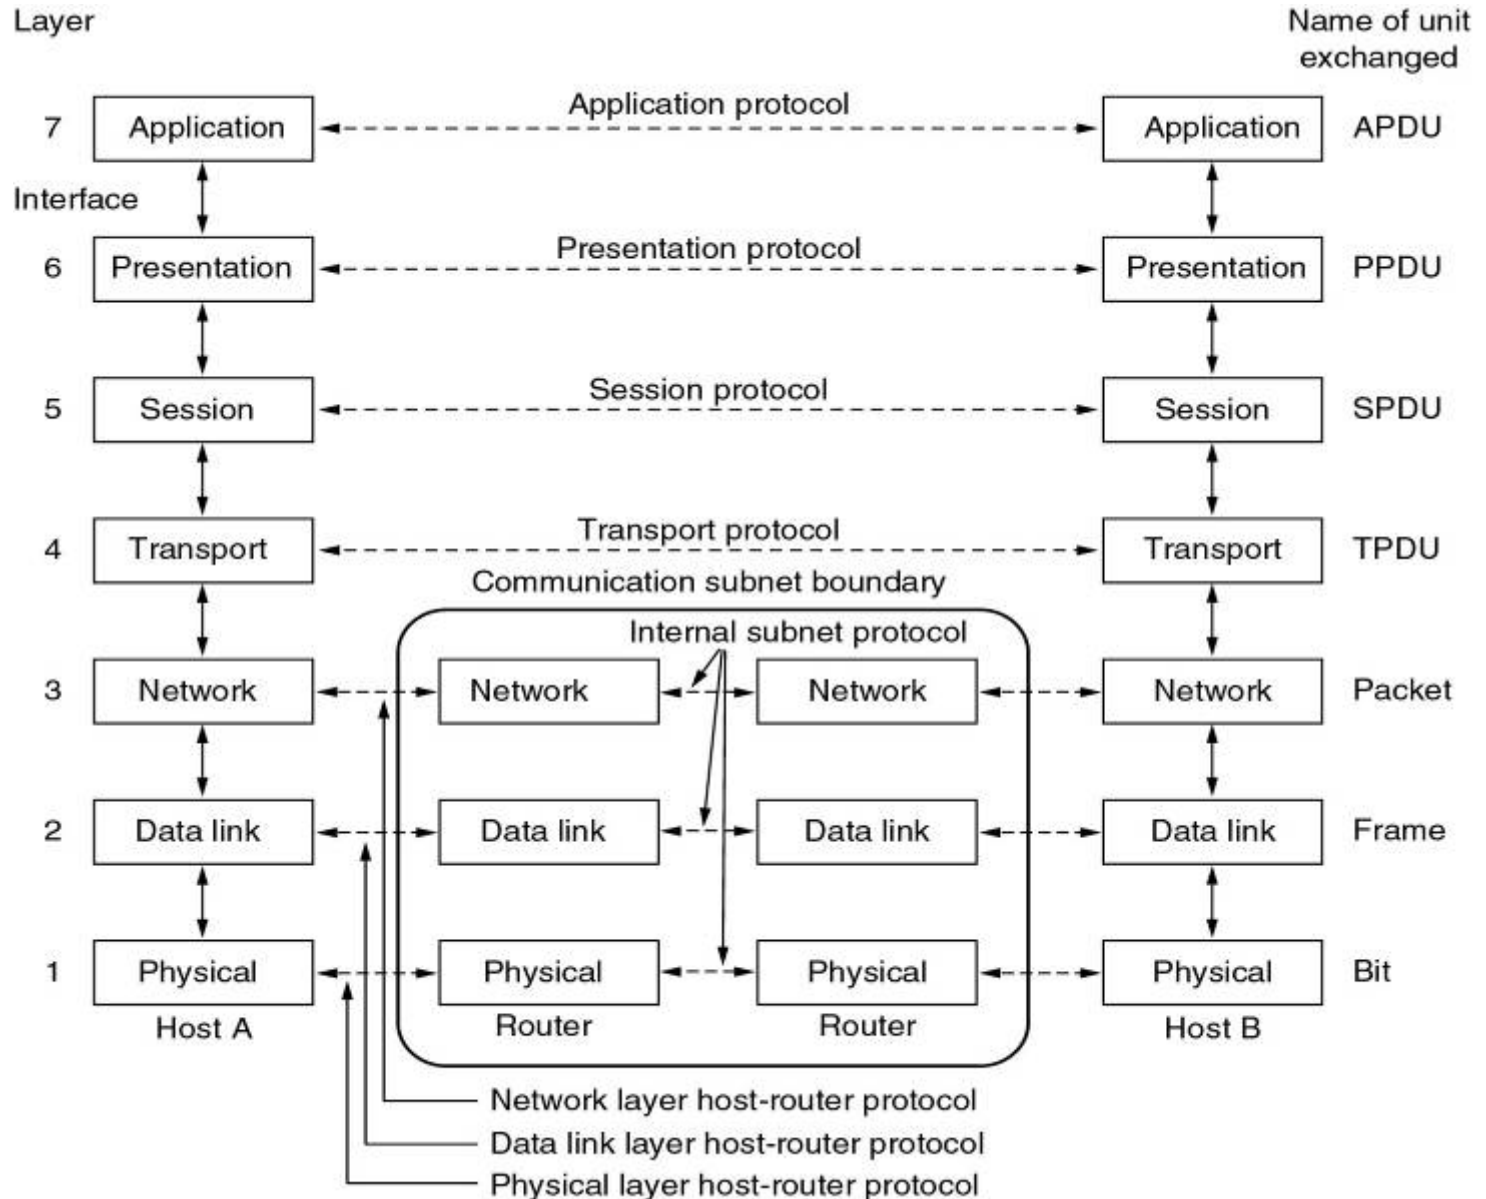 Layer
Name of unit
exchanged
7
Application
Application protocol
Application
APDU
Interface
6
Presentation
Presentation protocol
Presentation
PPDU
5
Session
Session protocol
Session
SPDU
4
Transport
Transport protocol
Transport
TPDU
Communication subnet boundary
Internal subnet protocol
3
Network
Network
Network
Network
Packet
2
Data link
Data link
Data link
Data link
Frame
1
Physical
Physical
Physical
Physical
Bit
Host A
Router
Router
Host B
Network layer host-router protocol
Data link layer host-router protocol
Physical layer host-router protocol